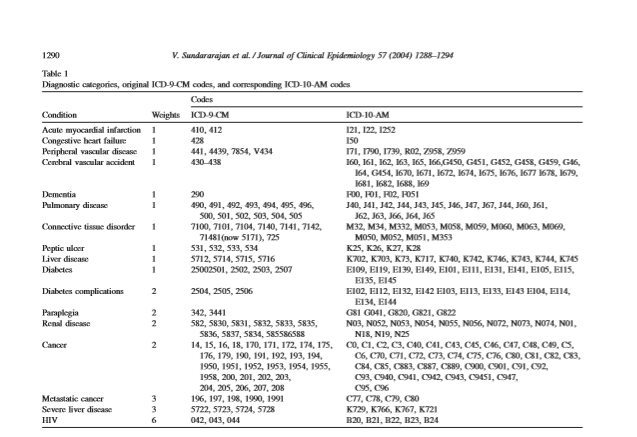 1290 V. Sundararajan et al. / Journal of Clinical Epidemiology 57 (2004) 1288–1294
Table 1
Diagnostic categories, original ICD-9-CM codes, and corresponding ICD-10-AM codes
Codes
Condition Weights ICD-9-CM ICD-10-AM
Acute myocardial infarction 1 410, 412 I21, I22, I252
Congestive heart failure 1 428 I50
Peripheral vascular disease 1 441, 4439, 7854, V434 I71, I790, I739, R02, Z958, Z959
Cerebral vascular accident 1 430–438 I60, I61, I62, I63, I65, I66,G450, G451, G452, G458, G459, G46,
I64, G454, I670, I671, I672, I674, I675, I676, I677 I678, I679,
I681, I682, I688, I69
Dementia 1 290 F00, F01, F02, F051
Pulmonary disease 1 490, 491, 492, 493, 494, 495, 496, J40, J41, J42, J44, J43, J45, J46, J47, J67, J44, J60, J61,
500, 501, 502, 503, 504, 505 J62, J63, J66, J64, J65
Connective tissue disorder 1 7100, 7101, 7104, 7140, 7141, 7142, M32, M34, M332, M053, M058, M059, M060, M063, M069,
71481(now 5171), 725 M050, M052, M051, M353
Peptic ulcer 1 531, 532, 533, 534 K25, K26, K27, K28
Liver disease 1 5712, 5714, 5715, 5716 K702, K703, K73, K717, K740, K742, K746, K743, K744, K745
Diabetes 1 25002501, 2502, 2503, 2507 E109, E119, E139, E149, E101, E111, E131, E141, E105, E115,
E135, E145
Diabetes complications 2 2504, 2505, 2506 E102, E112, E132, E142 E103, E113, E133, E143 E104, E114,
E134, E144
Paraplegia 2 342, 3441 G81 G041, G820, G821, G822
Renal disease 2 582, 5830, 5831, 5832, 5833, 5835, N03, N052, N053, N054, N055, N056, N072, N073, N074, N01,
5836, 5837, 5834, 585586588 N18, N19, N25
Cancer 2 14, 15, 16, 18, 170, 171, 172, 174, 175, C0, C1, C2, C3, C40, C41, C43, C45, C46, C47, C48, C49, C5,
176, 179, 190, 191, 192, 193, 194, C6, C70, C71, C72, C73, C74, C75, C76, C80, C81, C82, C83,
1950, 1951, 1952, 1953, 1954, 1955, C84, C85, C883, C887, C889, C900, C901, C91, C92,
1958, 200, 201, 202, 203, C93, C940, C941, C942, C943, C9451, C947,
204, 205, 206, 207, 208 C95, C96
Metastatic cancer 3 196, 197, 198, 1990, 1991 C77, C78, C79, C80
Severe liver disease 3 5722, 5723, 5724, 5728 K729, K766, K767, K721
HIV 6 042, 043, 044 B20, B21, B22, B23, B24